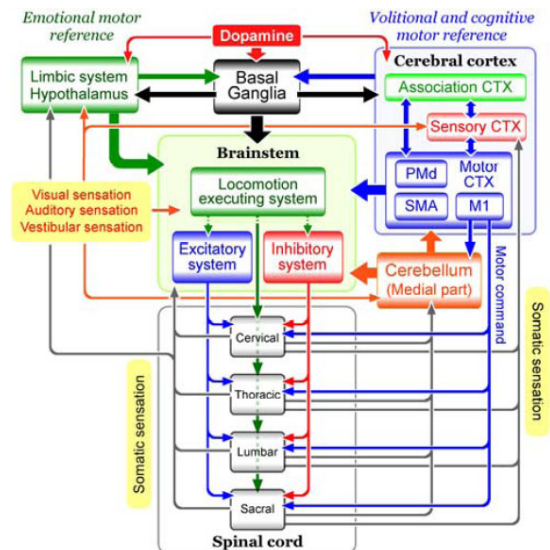 Emotional motor
reference
Dopamine
Volitional and cognitive
motor reference
Limbic system
Hypothalamus
Basal
Ganglia
Cerebral cortex
Association CTX
Sensory CTX
Brainstem
Locomotion
executing system
PMd
Motor
CTX
SMA
M1
Visual sensation
Auditory sensation
Vestibular sensation
Excitatory
system
Inhibitory
system
Cerebellum
(Medial part)
Motor command
Somatic sensation
Somatic sensation
Cervical
Thoracic
Lumbar
Sacral
Spinal cord